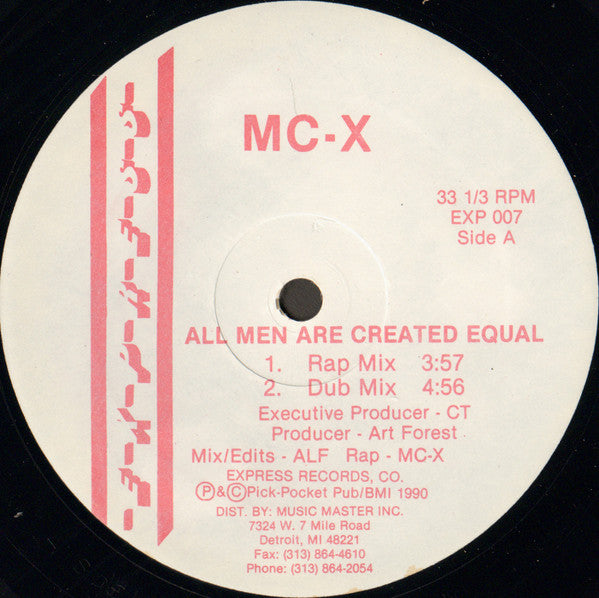 MC-X
33 1/3 RPM
EXP 007
Side A
ALL MEN ARE CREATED EQUAL
1. Rap Mix 3:57
2. Dub Mix 4:56
Executive Producer - CT
Producer - Art Forest
Mix/Edits - ALF Rap - MC-X
EXPRESS RECORDS, CO.
Ⓟ&ⒸPick-Pocket Pub/BMI 1990
DIST. BY: MUSIC MASTER INC.
7324 W. 7 Mile Road
Detroit, MI 48221
Fax: (313) 864-4610
Phone: (313) 864-2054